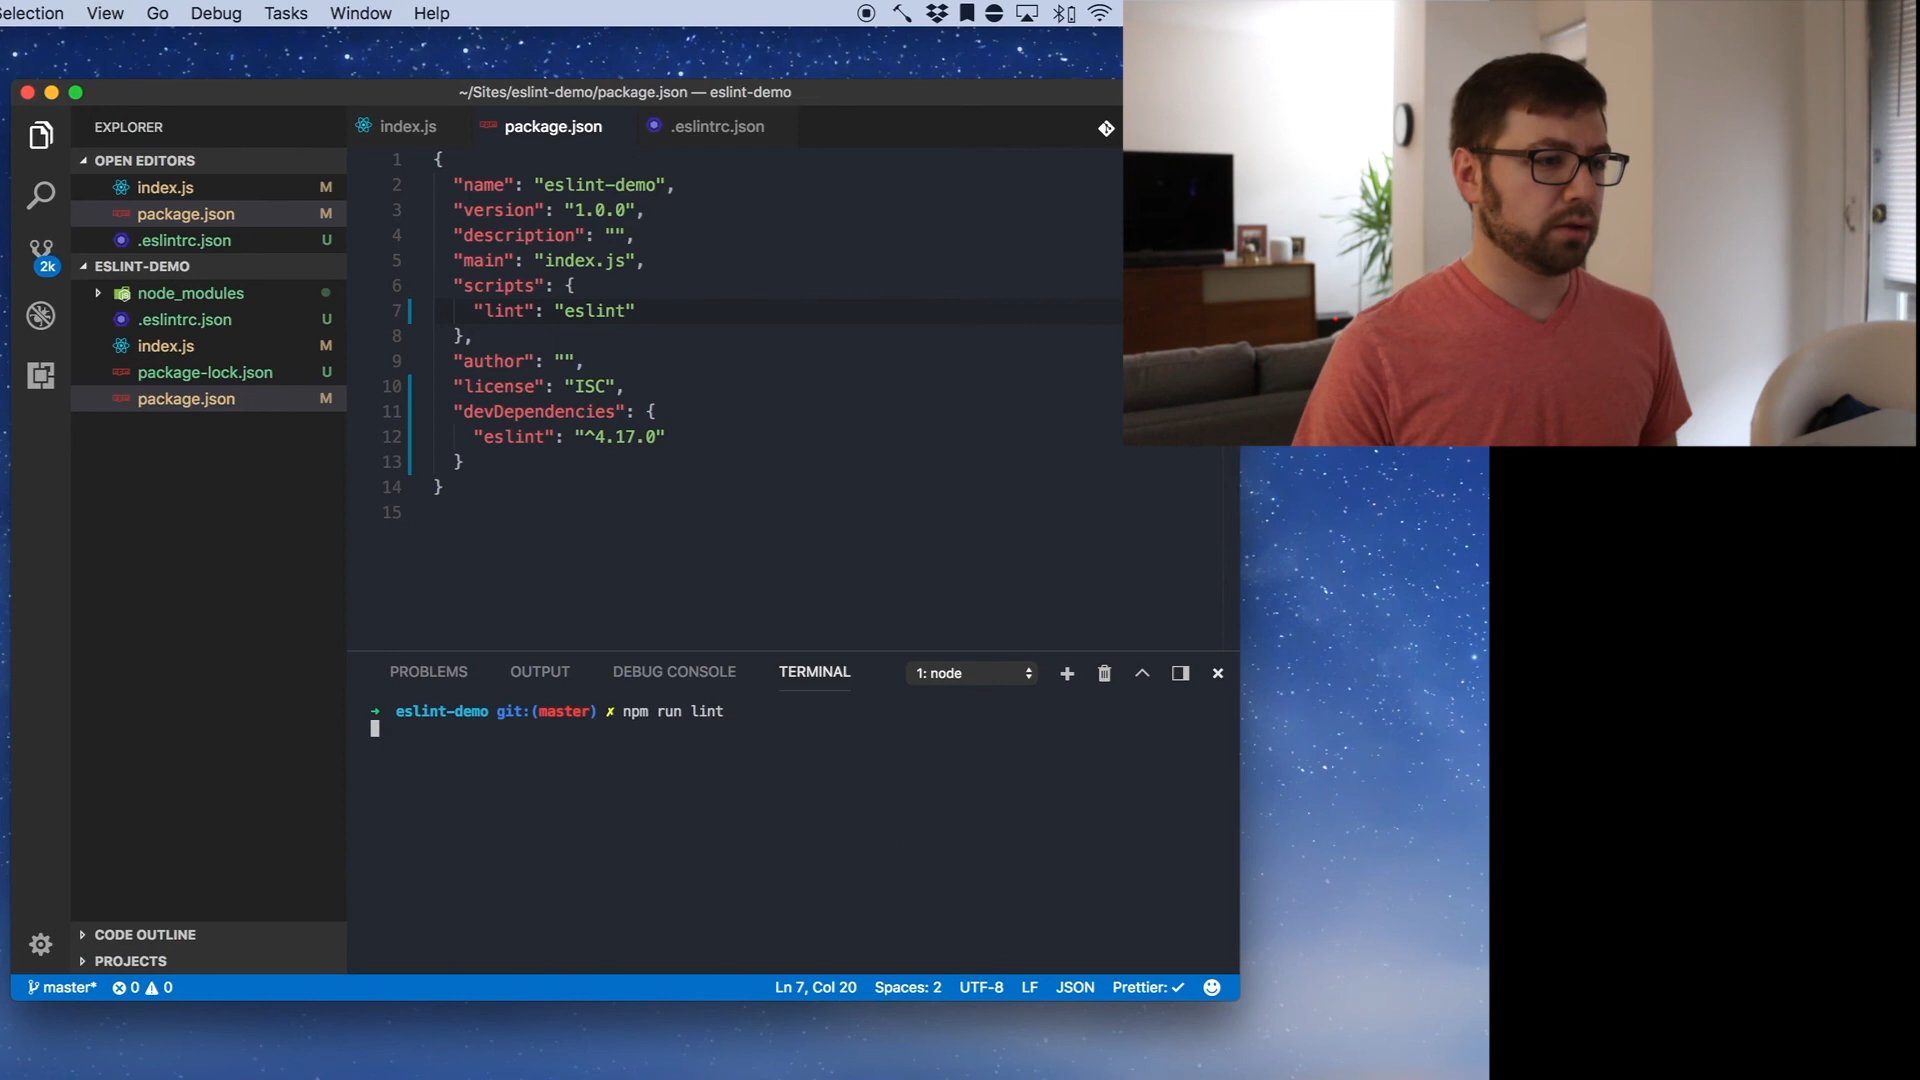 Selection View Go Debug Tasks Window Help
~/Sites/eslint-demo/package.json — eslint-demo
EXPLORER
OPEN EDITORS
index.js M
package.json M
.eslintrc.json U
2k
ESLINT-DEMO
node_modules
.eslintrc.json U
index.js M
package-lock.json U
package.json M
CODE OUTLINE
PROJECTS
index.js package.json .eslintrc.json
1 {
2 "name": "eslint-demo",
3 "version": "1.0.0",
4 "description": "",
5 "main": "index.js",
6 "scripts": {
7 "lint": "eslint"
8 },
9 "author": "",
10 "license": "ISC",
11 "devDependencies": {
12 "eslint": "^4.17.0"
13 }
14 }
15
PROBLEMS OUTPUT DEBUG CONSOLE TERMINAL 1: node
➜ eslint-demo git:(master) ✗ npm run lint
master* 0 0 Ln 7, Col 20 Spaces: 2 UTF-8 LF JSON Prettier: ✓